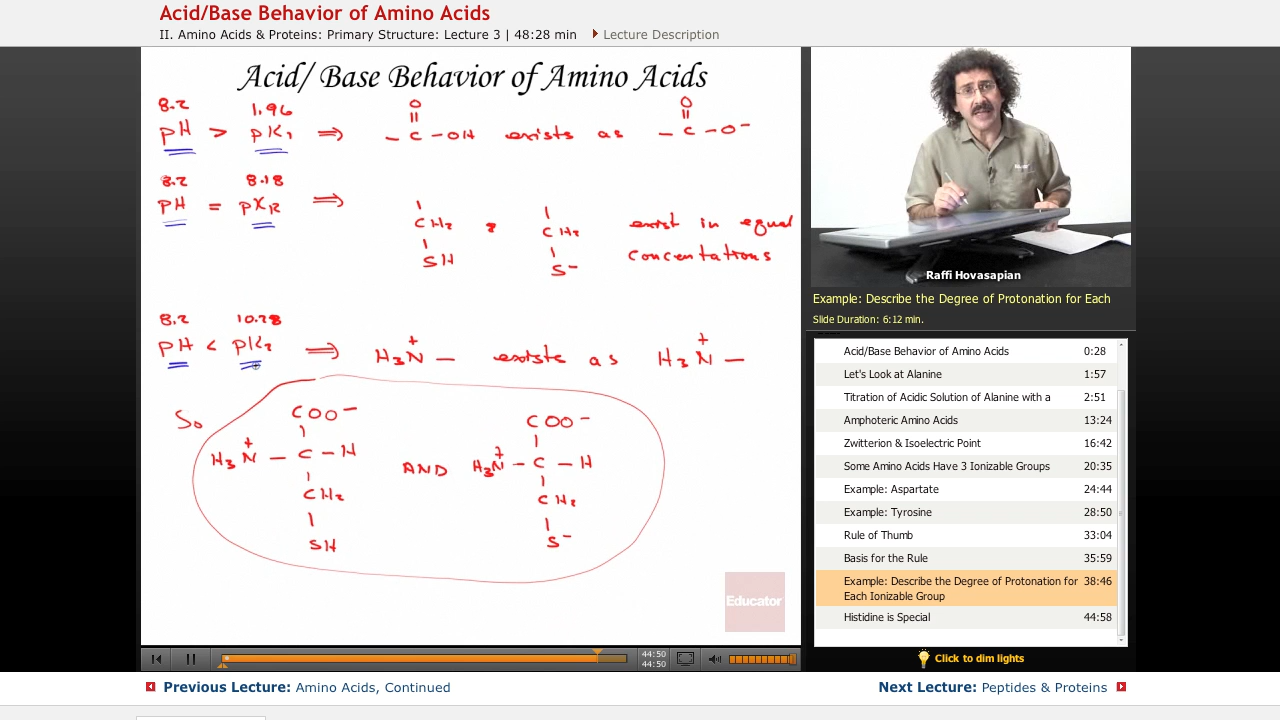 Acid/Base Behavior of Amino Acids
II. Amino Acids & Proteins: Primary Structure: Lecture 3 | 48:28 min
Lecture Description
Acid/ Base Behavior of Amino Acids
8.2 1.96
pH > pK₁ ⟹ – C – OH exists as – C – O⁻
O O
8.2 8.18
pH = pKR ⟹
CH₂ & CH₂ exist in equal
SH S⁻ concentations
8.2 10.28
pH < pK₂ ⟹ H₃N⁺ – exists as H₃N⁺ –
So
COO⁻ COO⁻
H₃N⁺ – C – H AND H₃N⁺ – C – H
CH₂ CH₂
SH S⁻
Educator
Raffi Hovasapian
Example: Describe the Degree of Protonation for Each
Slide Duration: 6:12 min.
Acid/Base Behavior of Amino Acids 0:28
Let's Look at Alanine 1:57
Titration of Acidic Solution of Alanine with a 2:51
Amphoteric Amino Acids 13:24
Zwitterion & Isoelectric Point 16:42
Some Amino Acids Have 3 Ionizable Groups 20:35
Example: Aspartate 24:44
Example: Tyrosine 28:50
Rule of Thumb 33:04
Basis for the Rule 35:59
Example: Describe the Degree of Protonation for 38:46
Each Ionizable Group
Histidine is Special 44:58
44:50
44:50
Click to dim lights
Previous Lecture: Amino Acids, Continued
Next Lecture: Peptides & Proteins